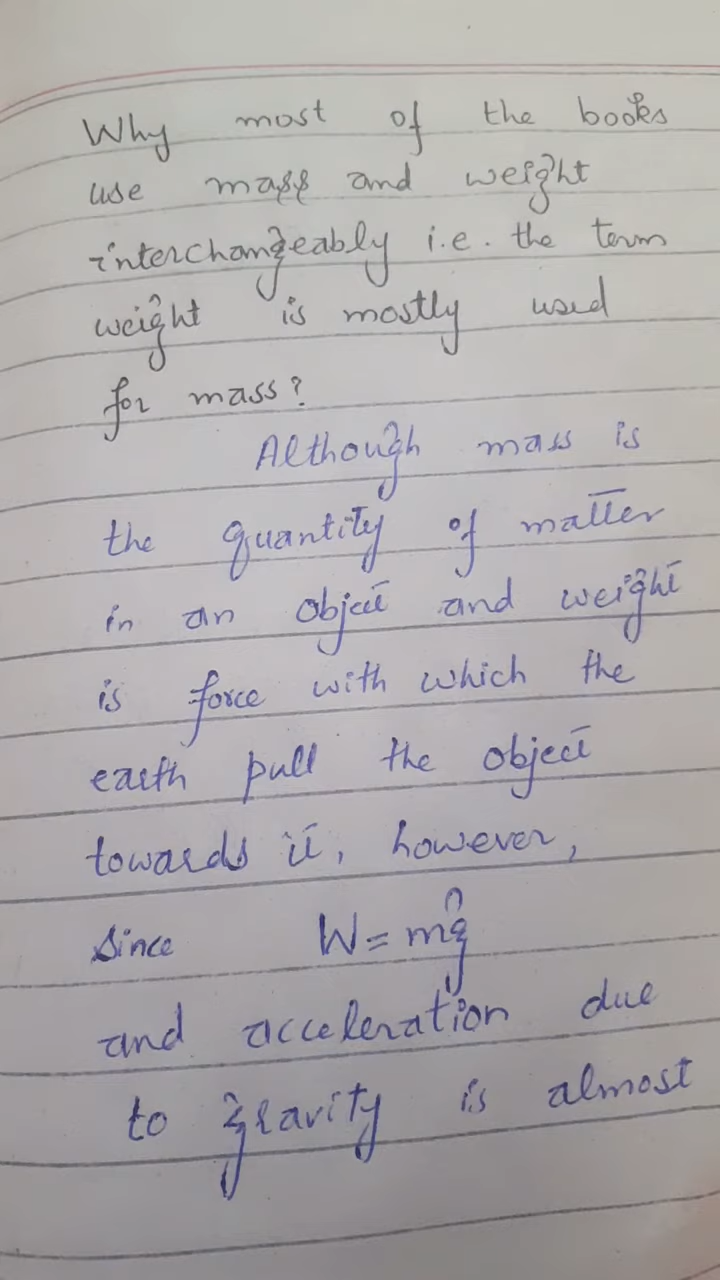 Why most of the books
use mass and weight
interchangeably i.e. the term
weight is mostly used
for mass?
Although mass is
the quantity of matter
in an object and weight
is force with which the
earth pull the object
towards it, however,
since W = mg
and acceleration due
to gravity is almost